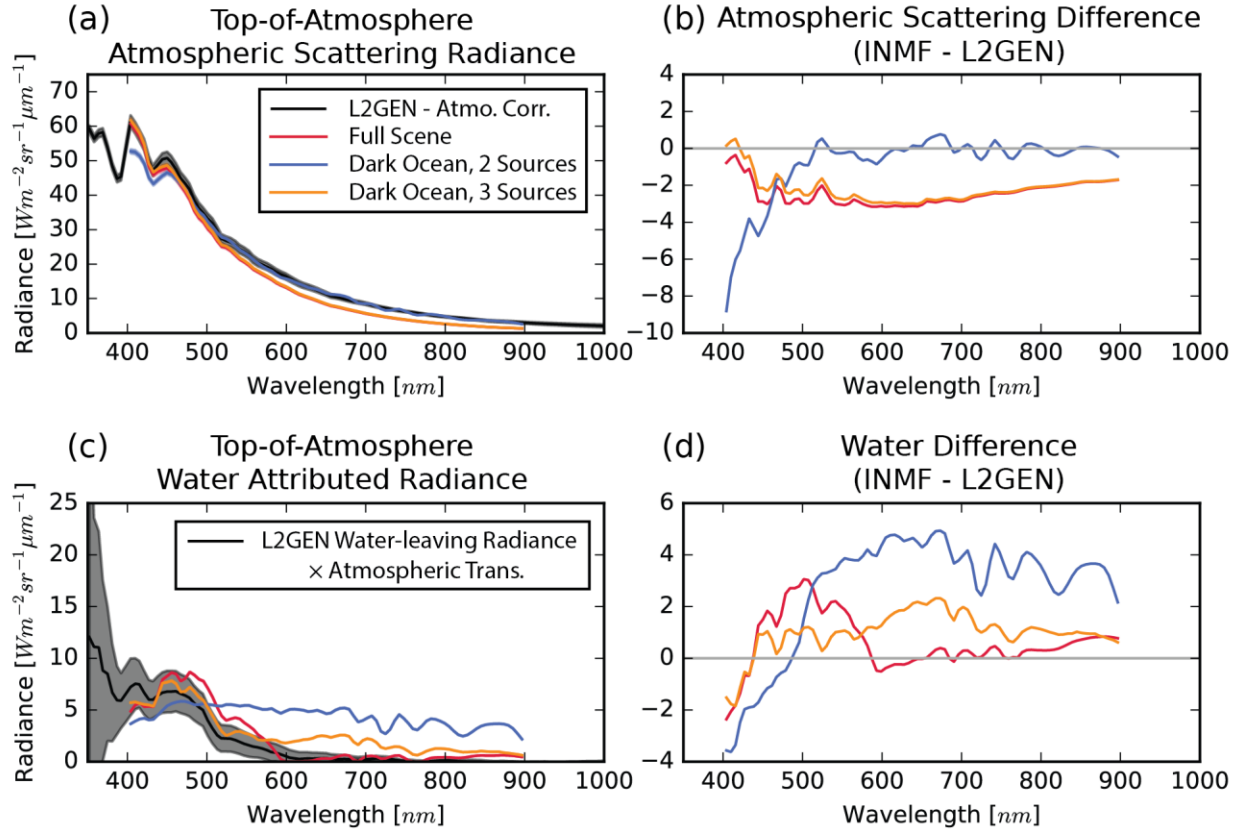 (a)
Top-of-Atmosphere
Atmospheric Scattering Radiance
70
60
50
40
30
20
10
0
Radiance [Wm⁻²sr⁻¹μm⁻¹]
L2GEN - Atmo. Corr.
Full Scene
Dark Ocean, 2 Sources
Dark Ocean, 3 Sources
400 500 600 700 800 900 1000
Wavelength [nm]
(b)
Atmospheric Scattering Difference
(INMF - L2GEN)
4
2
0
−2
−4
−6
−8
−10
400 500 600 700 800 900 1000
Wavelength [nm]
(c)
Top-of-Atmosphere
Water Attributed Radiance
25
20
15
10
5
0
Radiance [Wm⁻²sr⁻¹μm⁻¹]
L2GEN Water-leaving Radiance
× Atmospheric Trans.
400 500 600 700 800 900 1000
Wavelength [nm]
(d)
Water Difference
(INMF - L2GEN)
6
4
2
0
−2
−4
400 500 600 700 800 900 1000
Wavelength [nm]